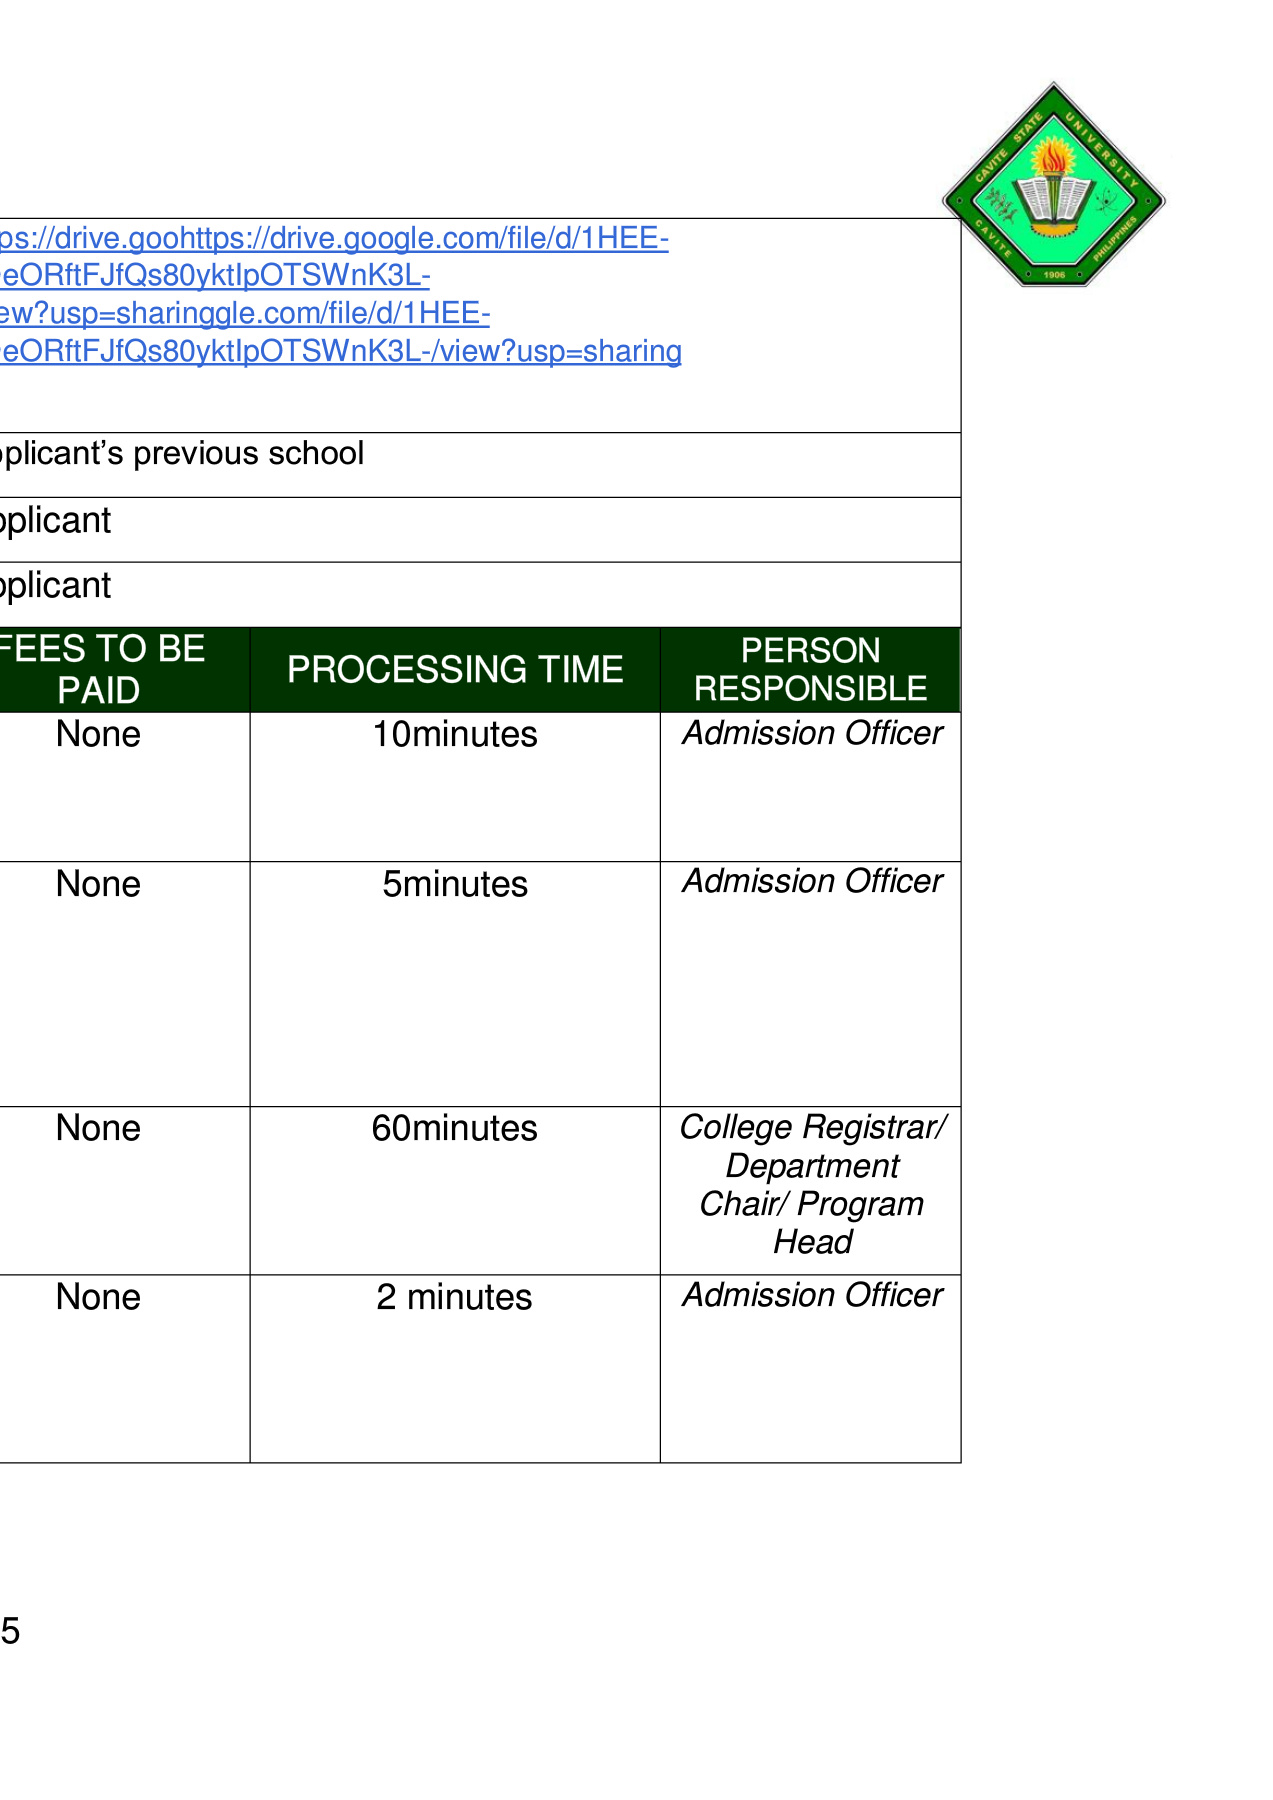 CAVITE STATE UNIVERSITY
CAVITE PHILIPPINES
1906
ps://drive.goohttps://drive.google.com/file/d/1HEE-
eORftFJfQs80yktIpOTSWnK3L-
ew?usp=sharinggle.com/file/d/1HEE-
eORftFJfQs80yktIpOTSWnK3L-/view?usp=sharing
pplicant’s previous school
pplicant
pplicant
FEES TO BE PAID
PROCESSING TIME
PERSON RESPONSIBLE
None
10minutes
Admission Officer
None
5minutes
Admission Officer
None
60minutes
College Registrar/
Department
Chair/ Program
Head
None
2 minutes
Admission Officer
5